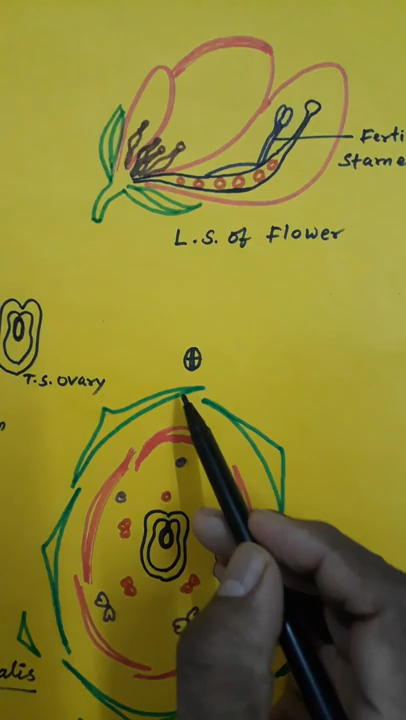 Ferti
Stame
L.S. of Flower
T.S. ovary
alis